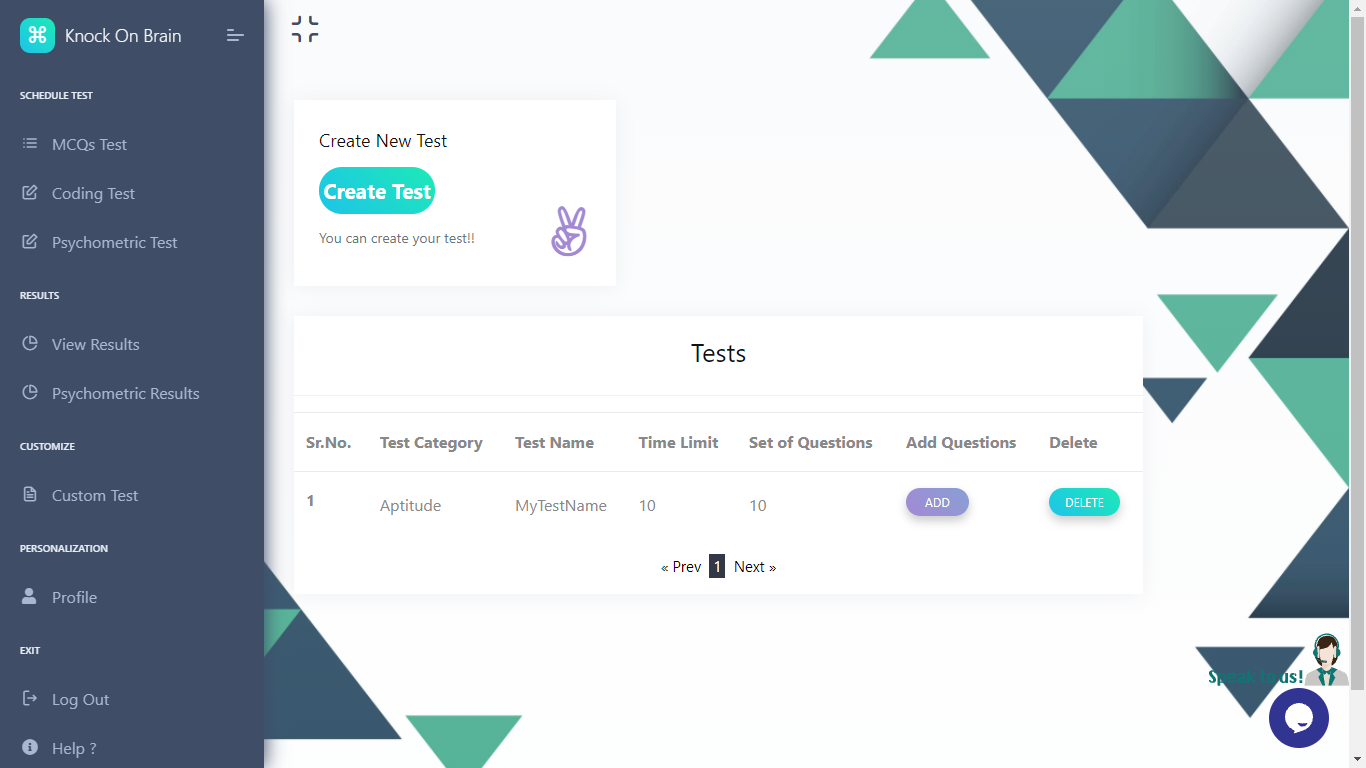 Knock On Brain
SCHEDULE TEST
MCQs Test
Coding Test
Psychometric Test
RESULTS
View Results
Psychometric Results
CUSTOMIZE
Custom Test
PERSONALIZATION
Profile
EXIT
Log Out
Help ?
Create New Test
Create Test
You can create your test!!
Tests
Sr.No. Test Category Test Name Time Limit Set of Questions Add Questions Delete
1 Aptitude MyTestName 10 10 ADD DELETE
« Prev 1 Next »
Speak to us!